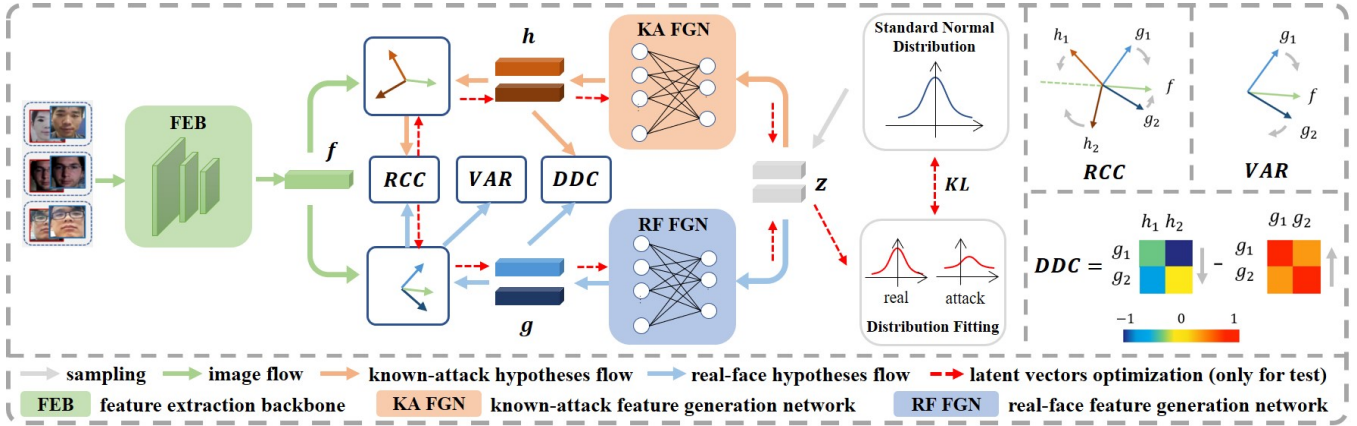 FEB
f
h
KA FGN
RCC
VAR
DDC
g
RF FGN
z
Standard Normal
Distribution
KL
real
attack
Distribution Fitting
h1
g1
f
g2
h2
RCC
g1
f
g2
VAR
DDC =
h1 h2
g1
g2
-
g1 g2
g1
g2
-1 0 1
sampling
image flow
known-attack hypotheses flow
real-face hypotheses flow
latent vectors optimization (only for test)
FEB
feature extraction backbone
KA FGN
known-attack feature generation network
RF FGN
real-face feature generation network